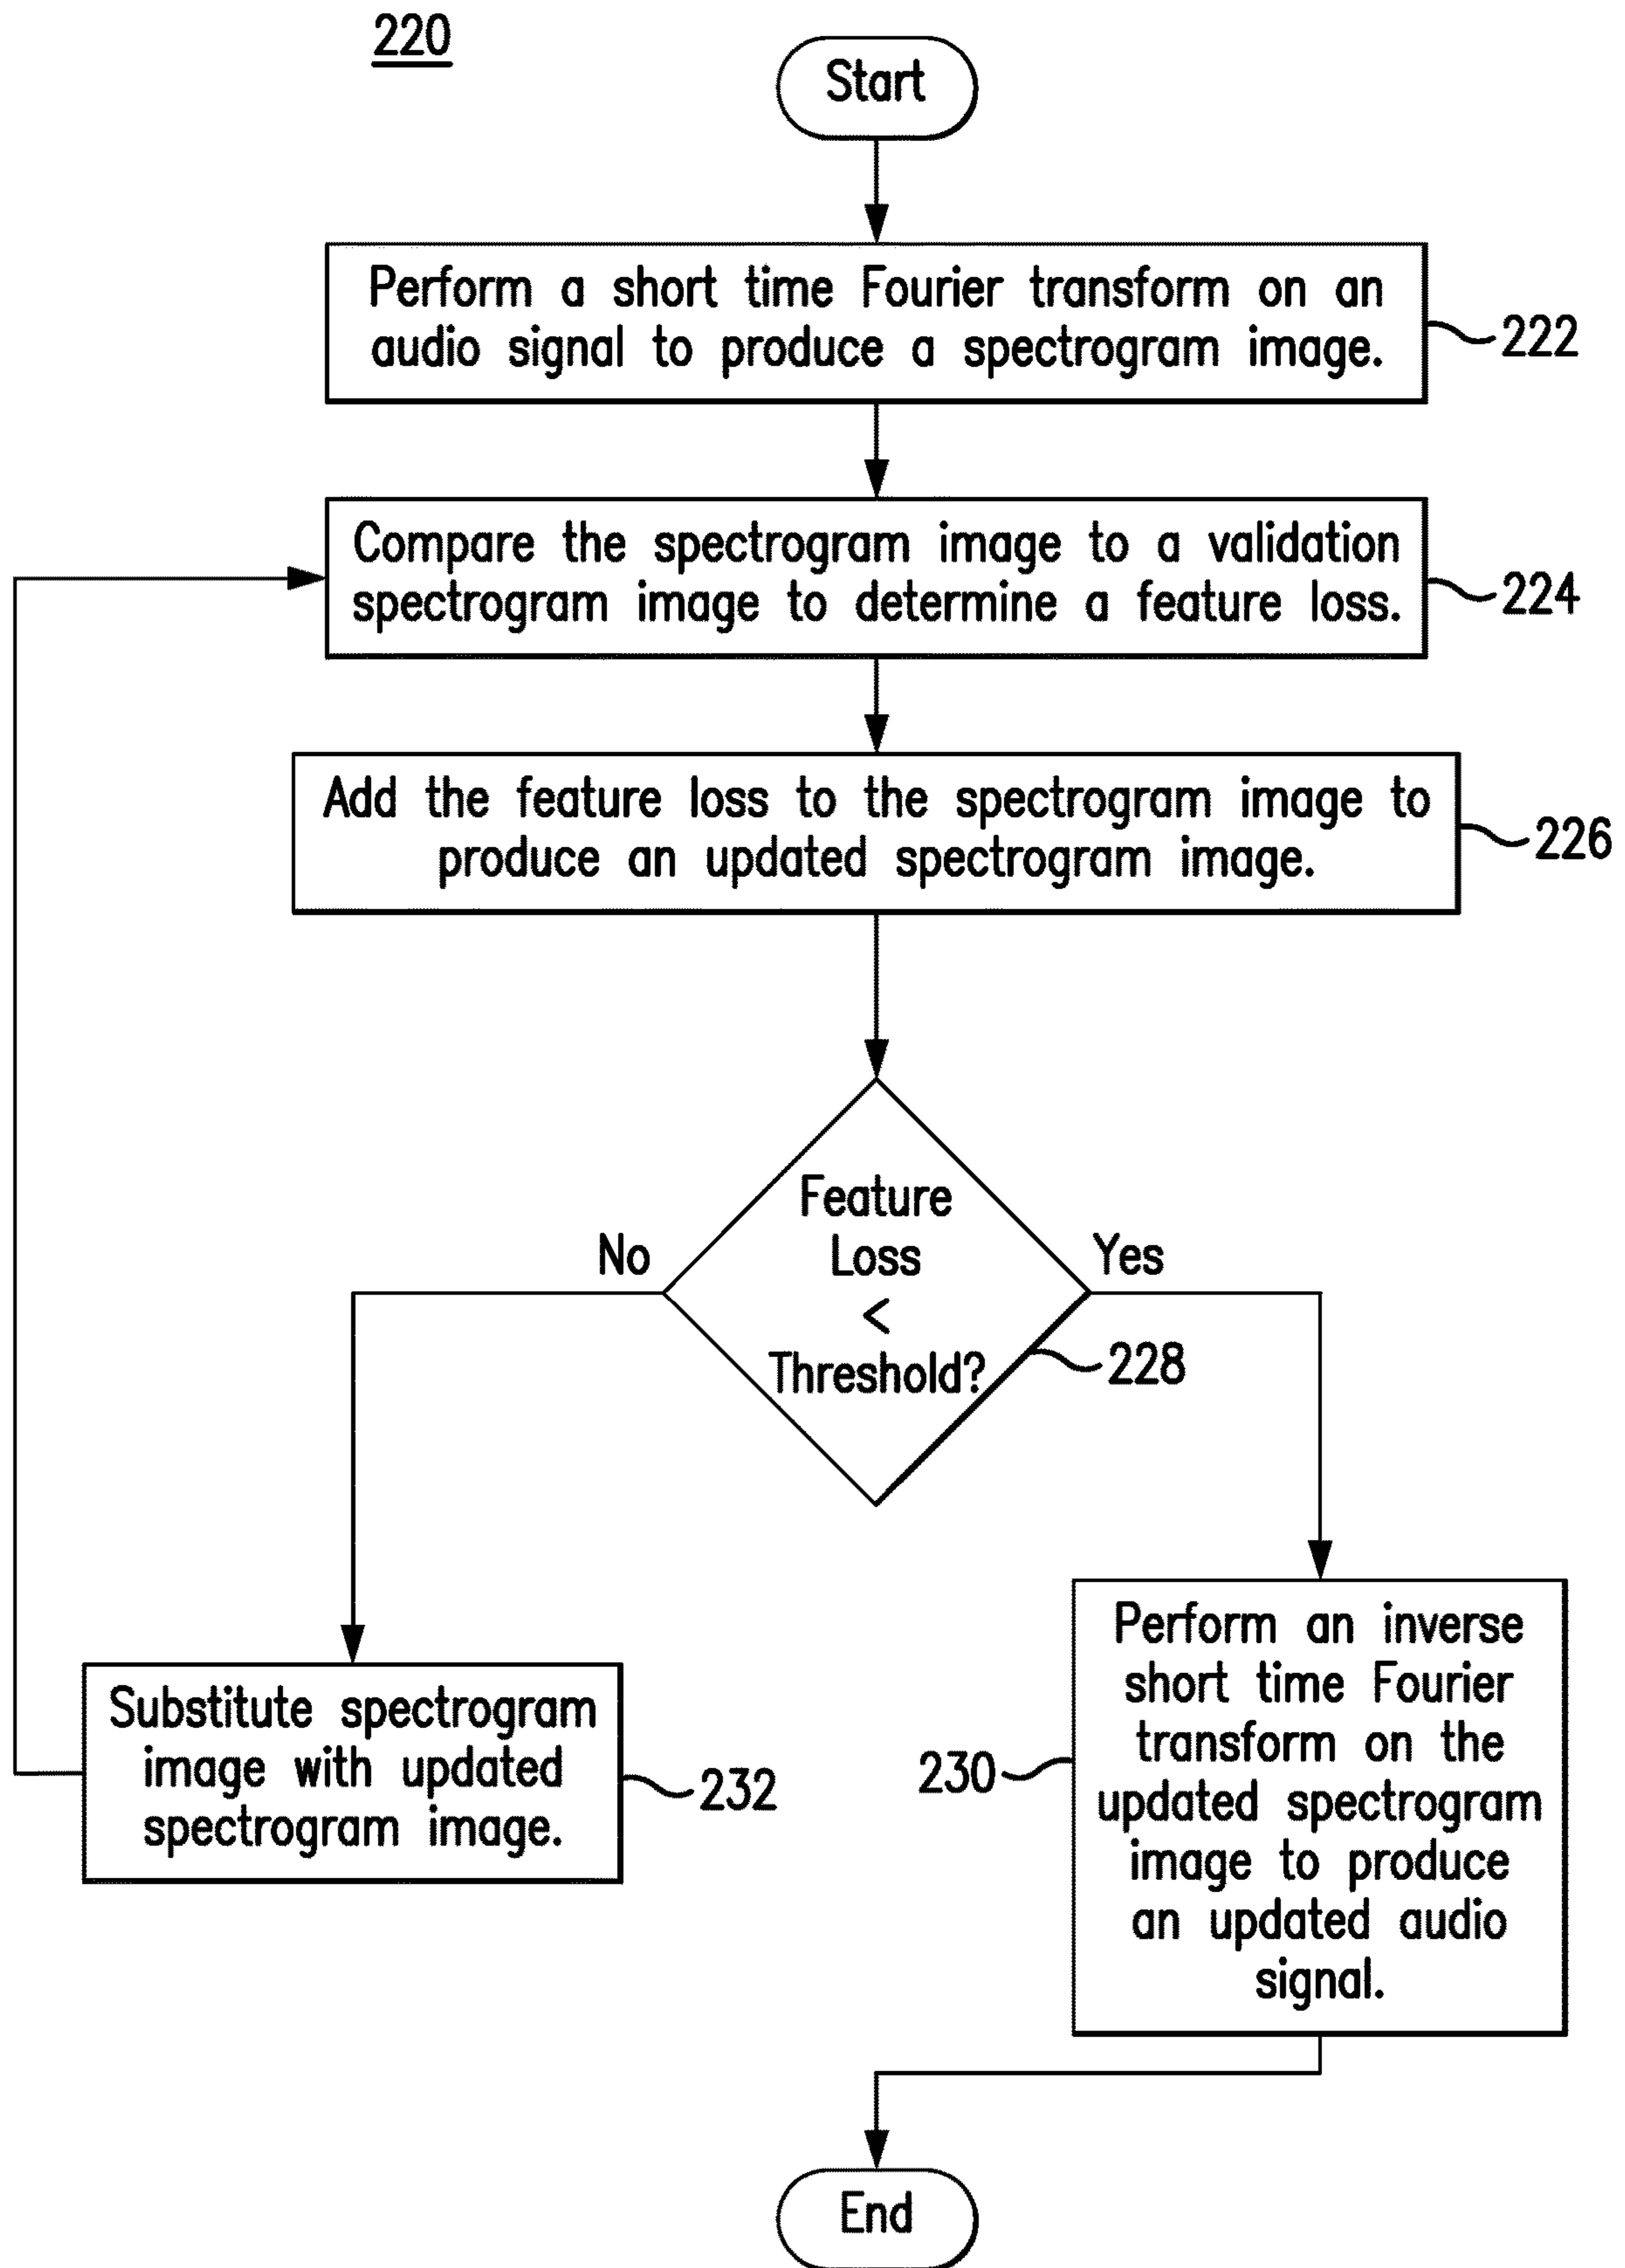 220
Start
Perform a short time Fourier transform on an
audio signal to produce a spectrogram image.
222
Compare the spectrogram image to a validation
spectrogram image to determine a feature loss.
224
Add the feature loss to the spectrogram image to
produce an updated spectrogram image.
226
Feature
Loss
<
Threshold?
228
No
Yes
Substitute spectrogram
image with updated
spectrogram image.
232
Perform an inverse
short time Fourier
transform on the
updated spectrogram
image to produce
an updated audio
signal.
230
End